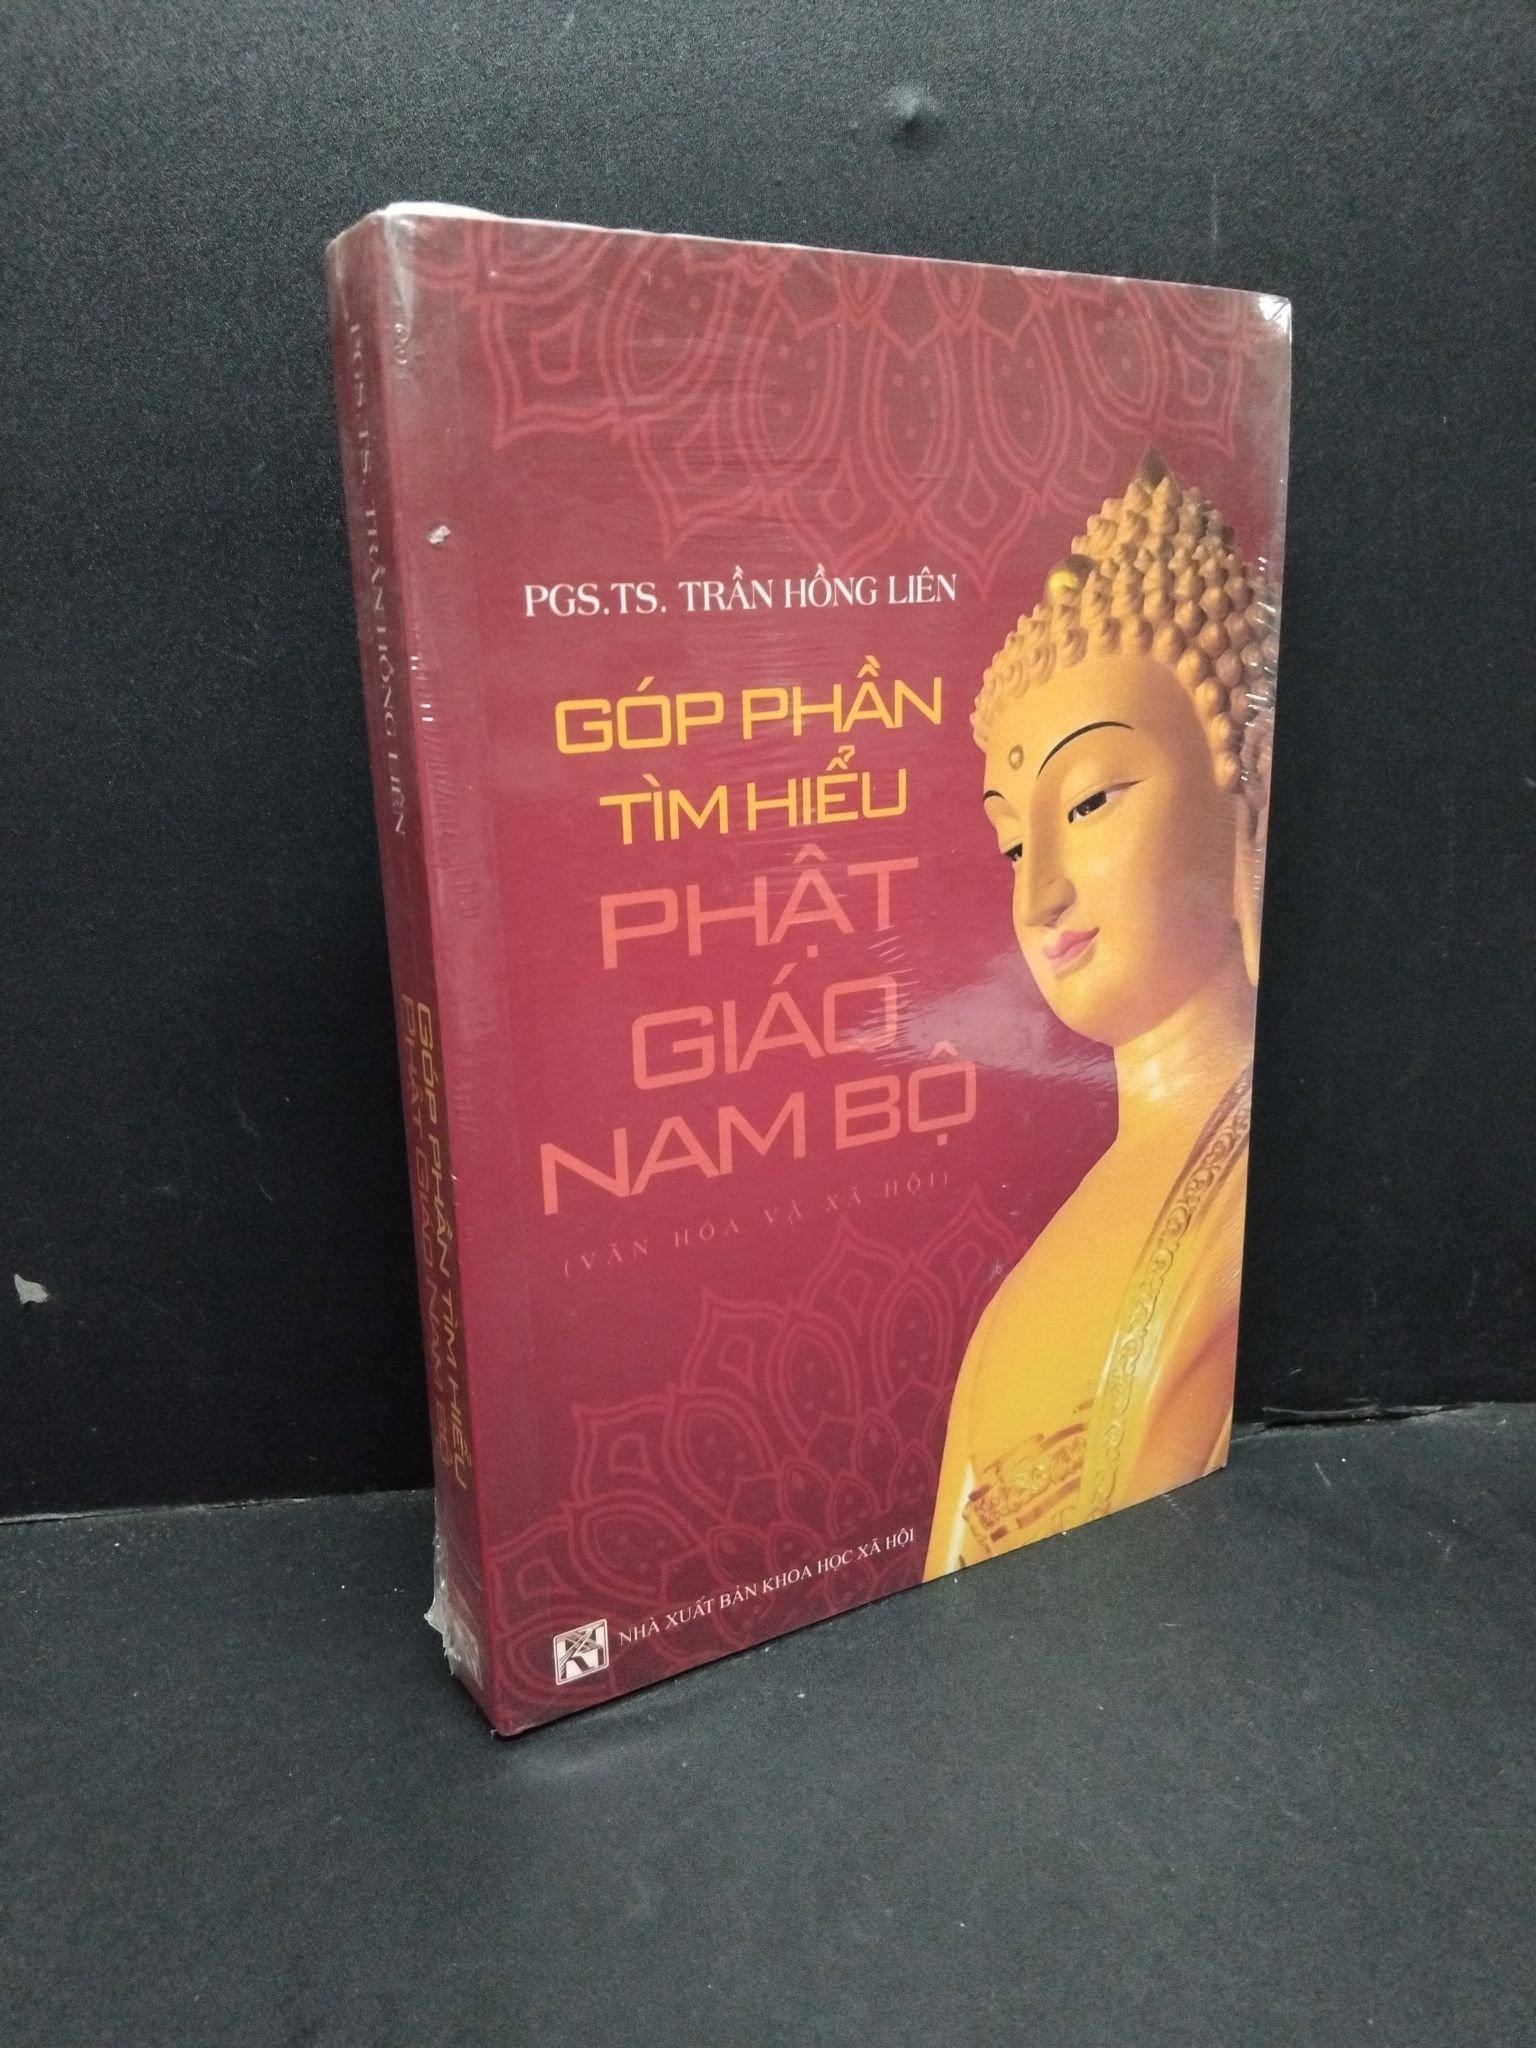 PGS.TS. TRẦN HỒNG LIÊN
GÓP PHẦN
TÌM HIỂU
PHẬT
GIÁO
NAM BỘ
(VĂN HÓA VÀ XÃ HỘI)
NHÀ XUẤT BẢN KHOA HỌC XÃ HỘI
PGS. TS. TRẦN HỒNG LIÊN
GÓP PHẦN TÌM HIỂU
PHẬT GIÁO NAM BỘ